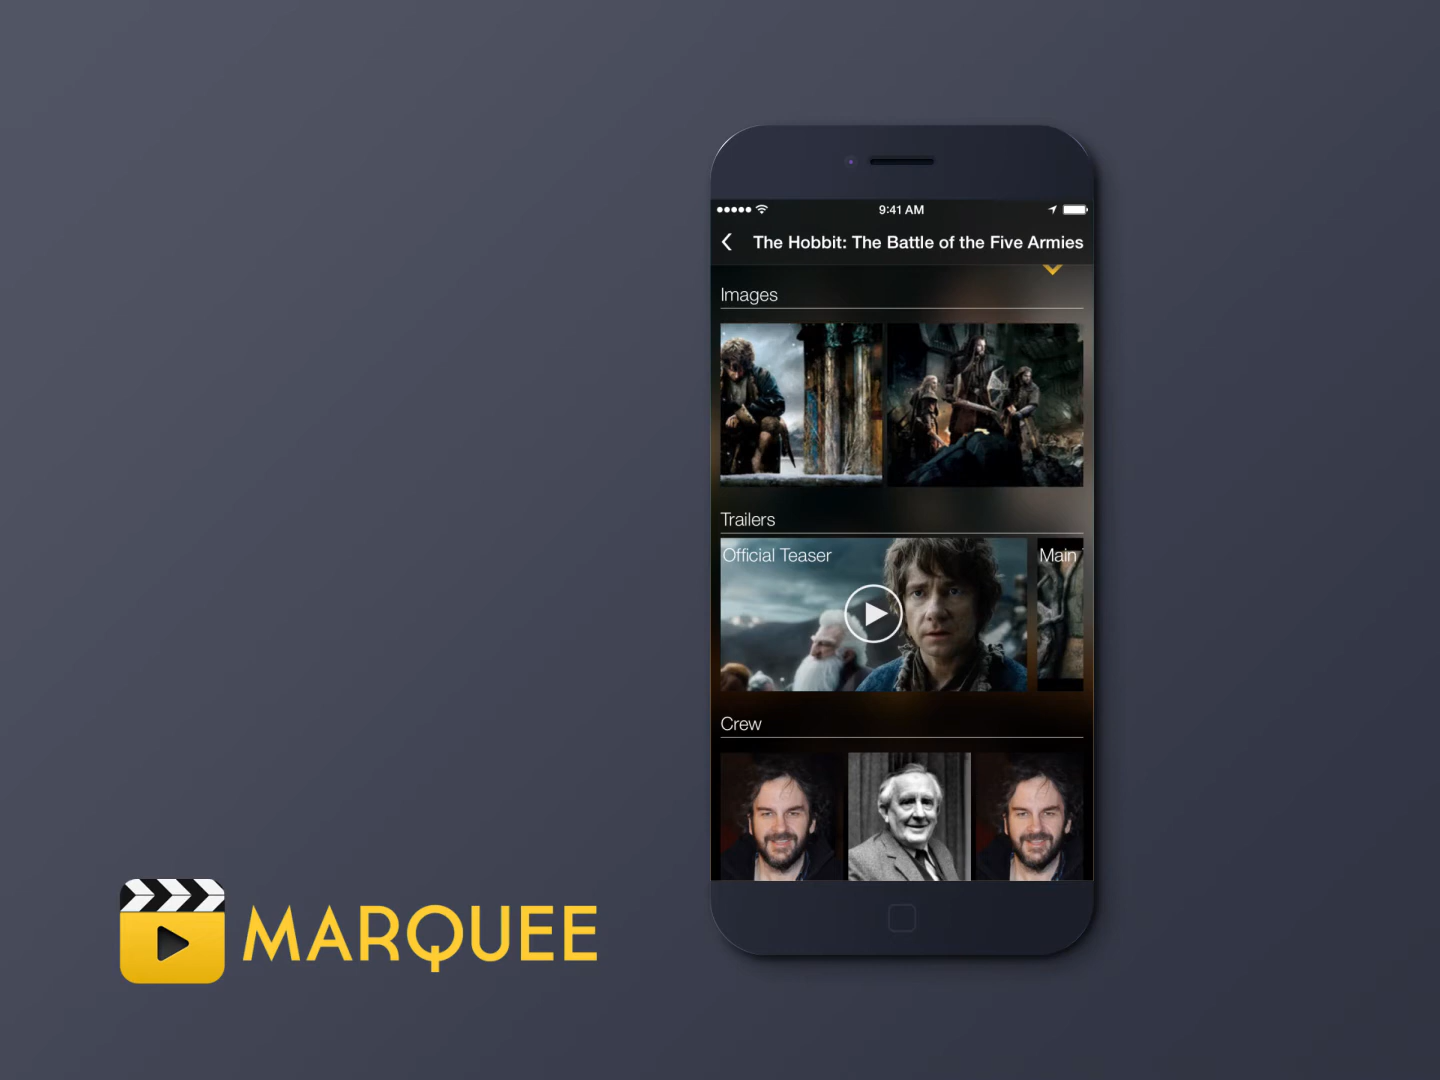 9:41 AM
The Hobbit: The Battle of the Five Armies
Images
Trailers
Official Teaser
Main
Crew
MARQUEE